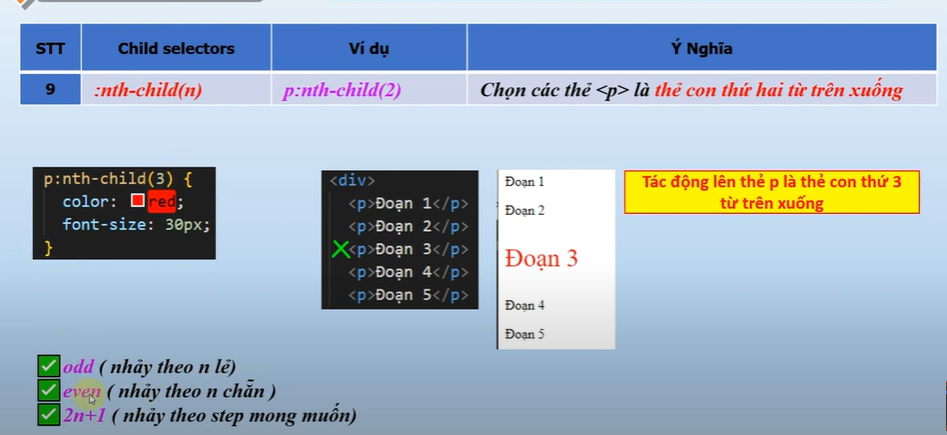 STT Child selectors Ví dụ Ý Nghĩa
9 :nth-child(n) p:nth-child(2) Chọn các thẻ <p> là thẻ con thứ hai từ trên xuống
p:nth-child(3) {
color: red;
font-size: 30px;
}
<div>
<p>Đoạn 1</p>
<p>Đoạn 2</p>
<p>Đoạn 3</p>
<p>Đoạn 4</p>
<p>Đoạn 5</p>
Đoạn 1
Đoạn 2
Đoạn 3
Đoạn 4
Đoạn 5
Tác động lên thẻ p là thẻ con thứ 3
từ trên xuống
odd ( nhảy theo n lẻ)
even ( nhảy theo n chẵn )
2n+1 ( nhảy theo step mong muốn)